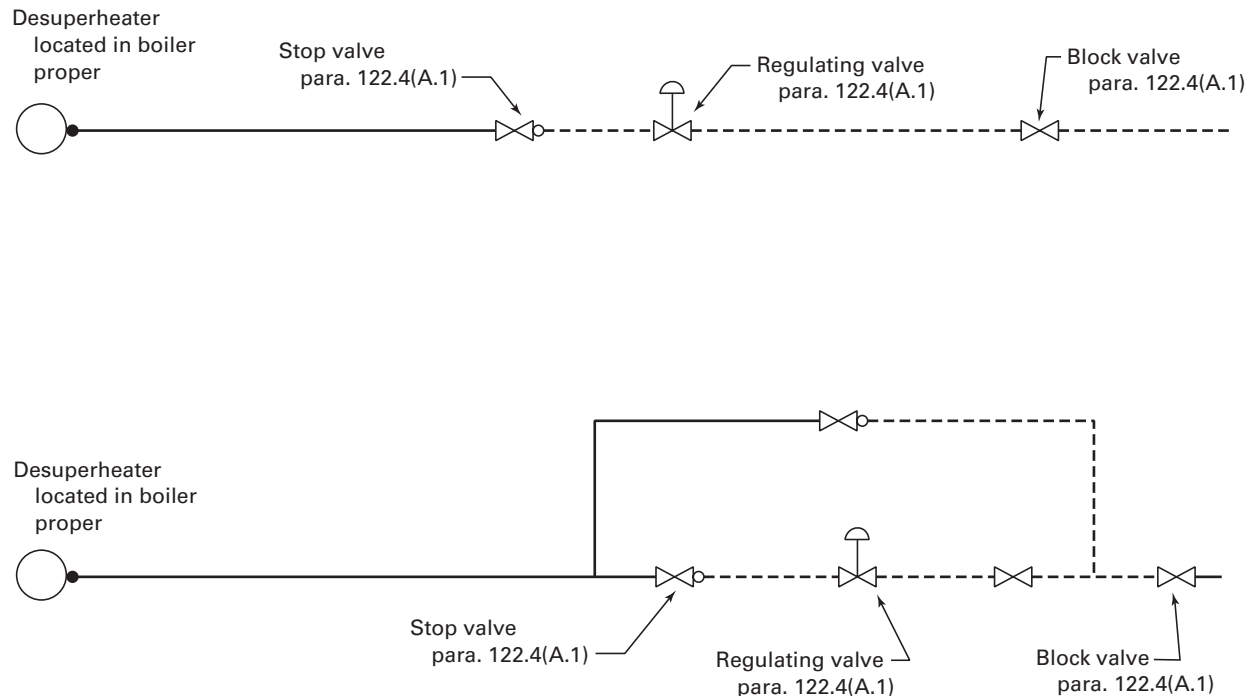 Desuperheater
located in boiler
proper
Stop valve
para. 122.4(A.1)
Regulating valve
para. 122.4(A.1)
Block valve
para. 122.4(A.1)
Desuperheater
located in boiler
proper
Stop valve
para. 122.4(A.1)
Regulating valve
para. 122.4(A.1)
Block valve
para. 122.4(A.1)